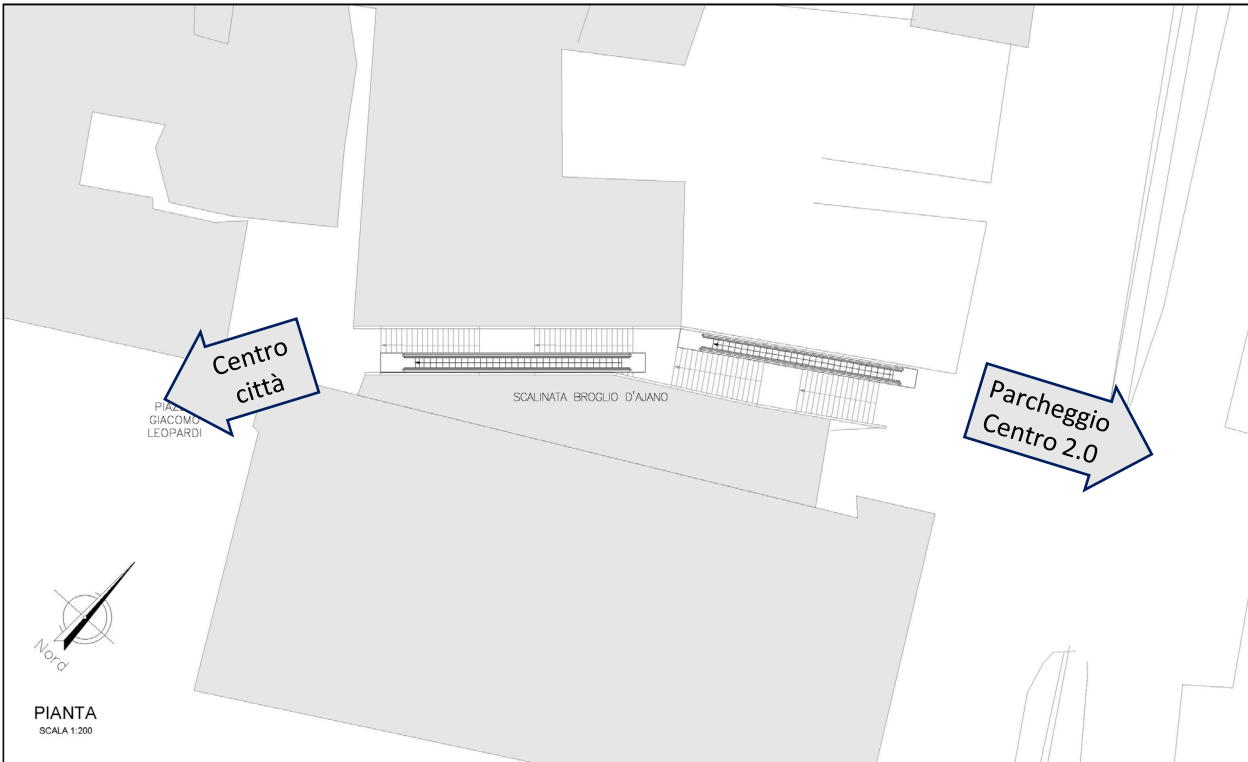 Centro
città
PIAZ
GIACOMO
LEOPARDI
SCALINATA BROGLIO D'AJANO
Parcheggio
Centro 2.0
Nord
PIANTA
SCALA 1:200